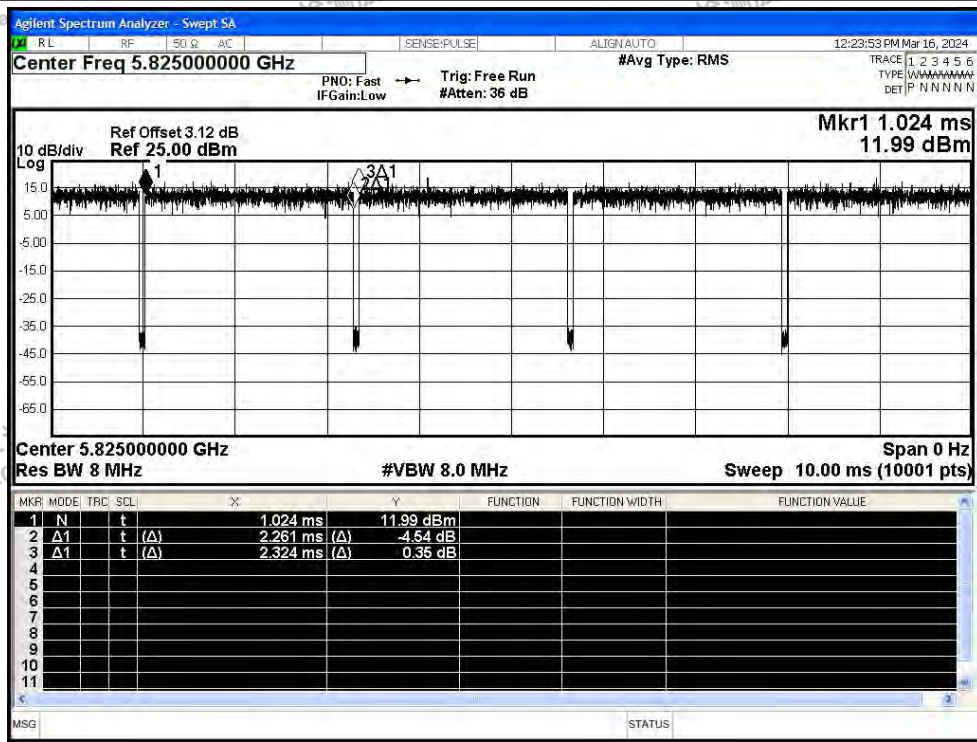 Agilent Spectrum Analyzer - Swept SA
RL RF 50 Ω AC SENSE:PULSE ALIGN AUTO 12:23:53 PM Mar 16, 2024
Center Freq 5.825000000 GHz #Avg Type: RMS TRACE 1 2 3 4 5 6
PNO: Fast Trig: Free Run TYPE
IFGain:Low #Atten: 36 dB DET P N N N N N
Mkr1 1.024 ms
Ref Offset 3.12 dB
10 dB/div Ref 25.00 dBm 11.99 dBm
Log
1 3Δ1
15.0 2Δ1
5.00
-5.00
-15.0
-25.0
-35.0
-45.0
-55.0
-65.0
Center 5.825000000 GHz Span 0 Hz
Res BW 8 MHz #VBW 8.0 MHz Sweep 10.00 ms (10001 pts)
MKR MODE TRC SCL X Y FUNCTION FUNCTION WIDTH FUNCTION VALUE
1 N t 1.024 ms 11.99 dBm
2 Δ1 t (Δ) 2.261 ms (Δ) -4.54 dB
3 Δ1 t (Δ) 2.324 ms (Δ) 0.35 dB
4
5
6
7
8
9
10
11
MSG STATUS